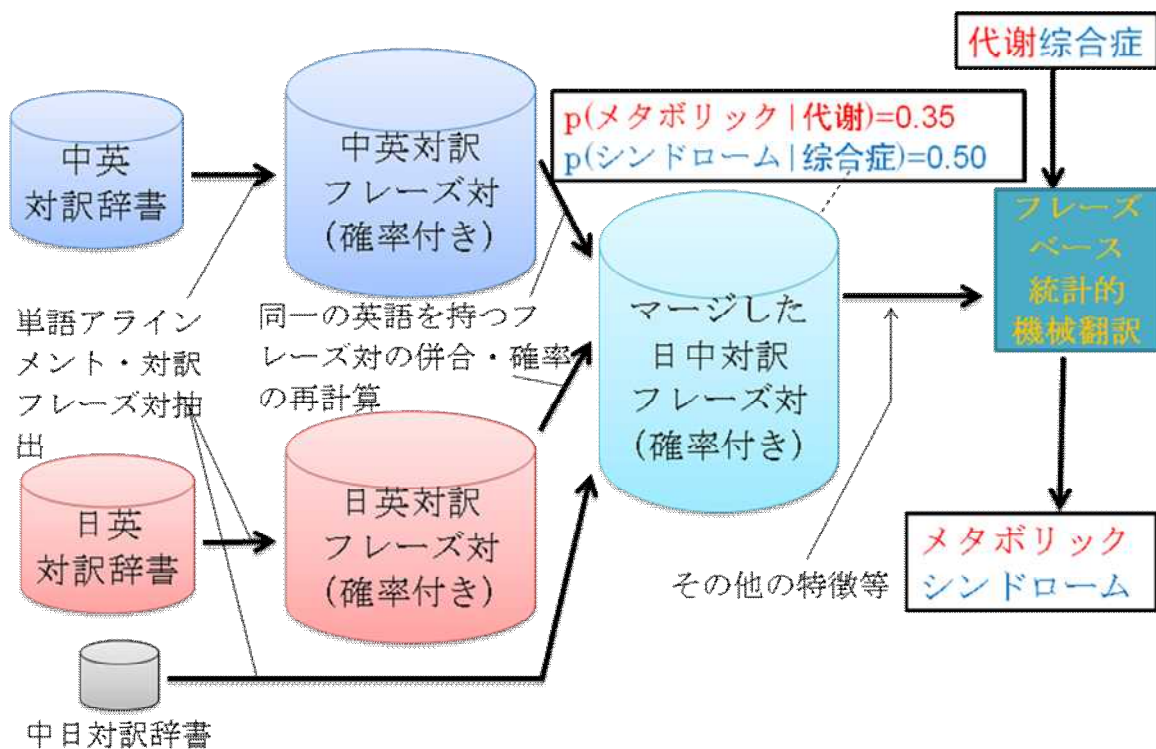 代谢综合症
p(メタボリック|代谢)=0.35
p(シンドローム|综合症)=0.50
中英
対訳辞書
中英対訳
フレーズ対
(確率付き)
フレーズ
ベース
統計的
機械翻訳
単語アライン
メント・対訳
フレーズ対抽
出
同一の英語を持つフ
レーズ対の併合・確率
の再計算
マージした
日中対訳
フレーズ対
(確率付き)
日英
対訳辞書
日英対訳
フレーズ対
(確率付き)
その他の特徴等
メタボリック
シンドローム
中日対訳辞書